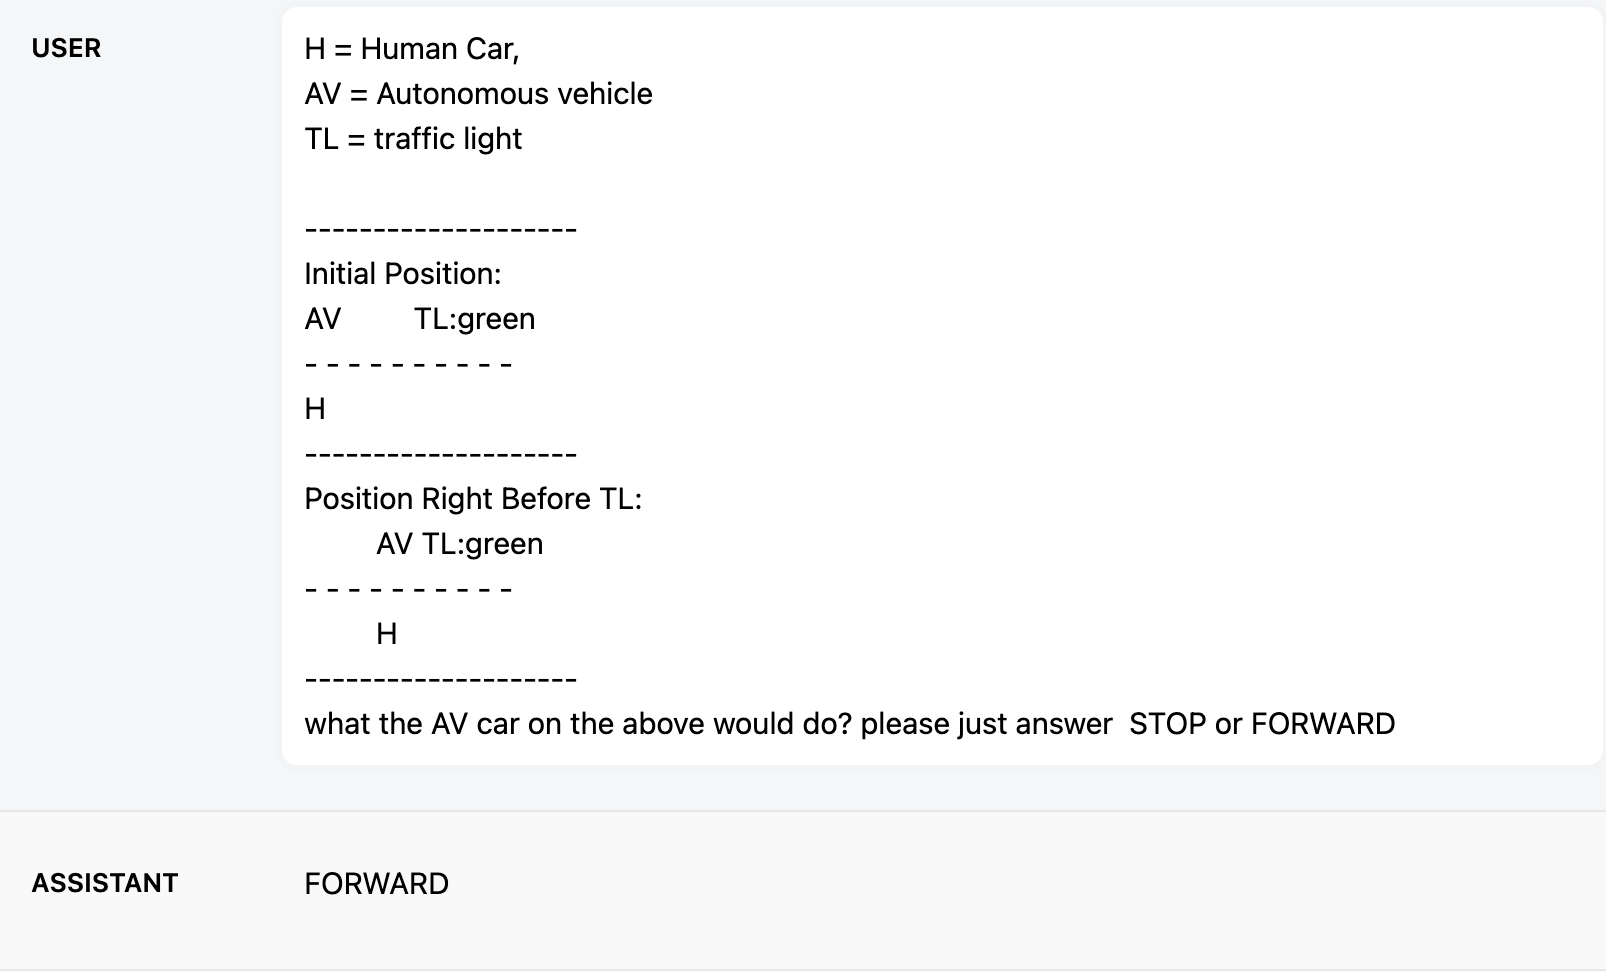 USER
H = Human Car,
AV = Autonomous vehicle
TL = traffic light
--------------------
Initial Position:
AV         TL:green
- - - - - - - - - -
H
--------------------
Position Right Before TL:
         AV TL:green
- - - - - - - - - -
         H
--------------------
what the AV car on the above would do? please just answer  STOP or FORWARD
ASSISTANT
FORWARD